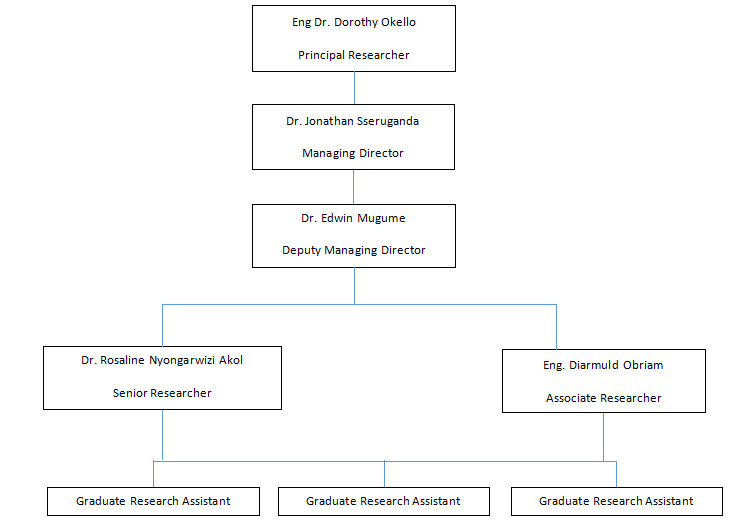 Eng Dr. Dorothy Okello
Principal Researcher
Dr. Jonathan Sseruganda
Managing Director
Dr. Edwin Mugume
Deputy Managing Director
Dr. Rosaline Nyongarwizi Akol
Senior Researcher
Eng. Diarmuld Obriam
Associate Researcher
Graduate Research Assistant
Graduate Research Assistant
Graduate Research Assistant